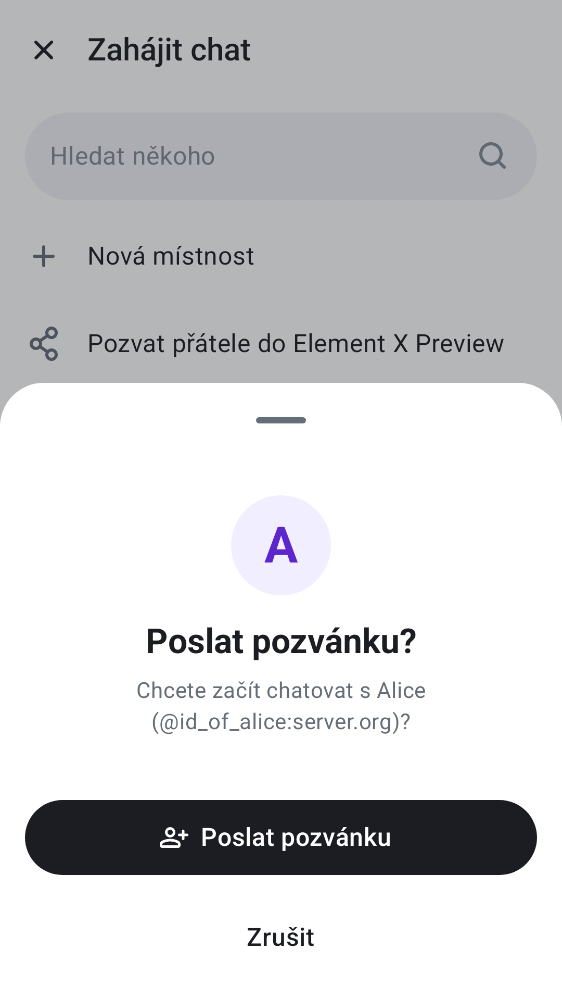 Zahájit chat
Hledat někoho
Nová místnost
Pozvat přátele do Element X Preview
A
Poslat pozvánku?
Chcete začít chatovat s Alice
(@id_of_alice:server.org)?
Poslat pozvánku
Zrušit